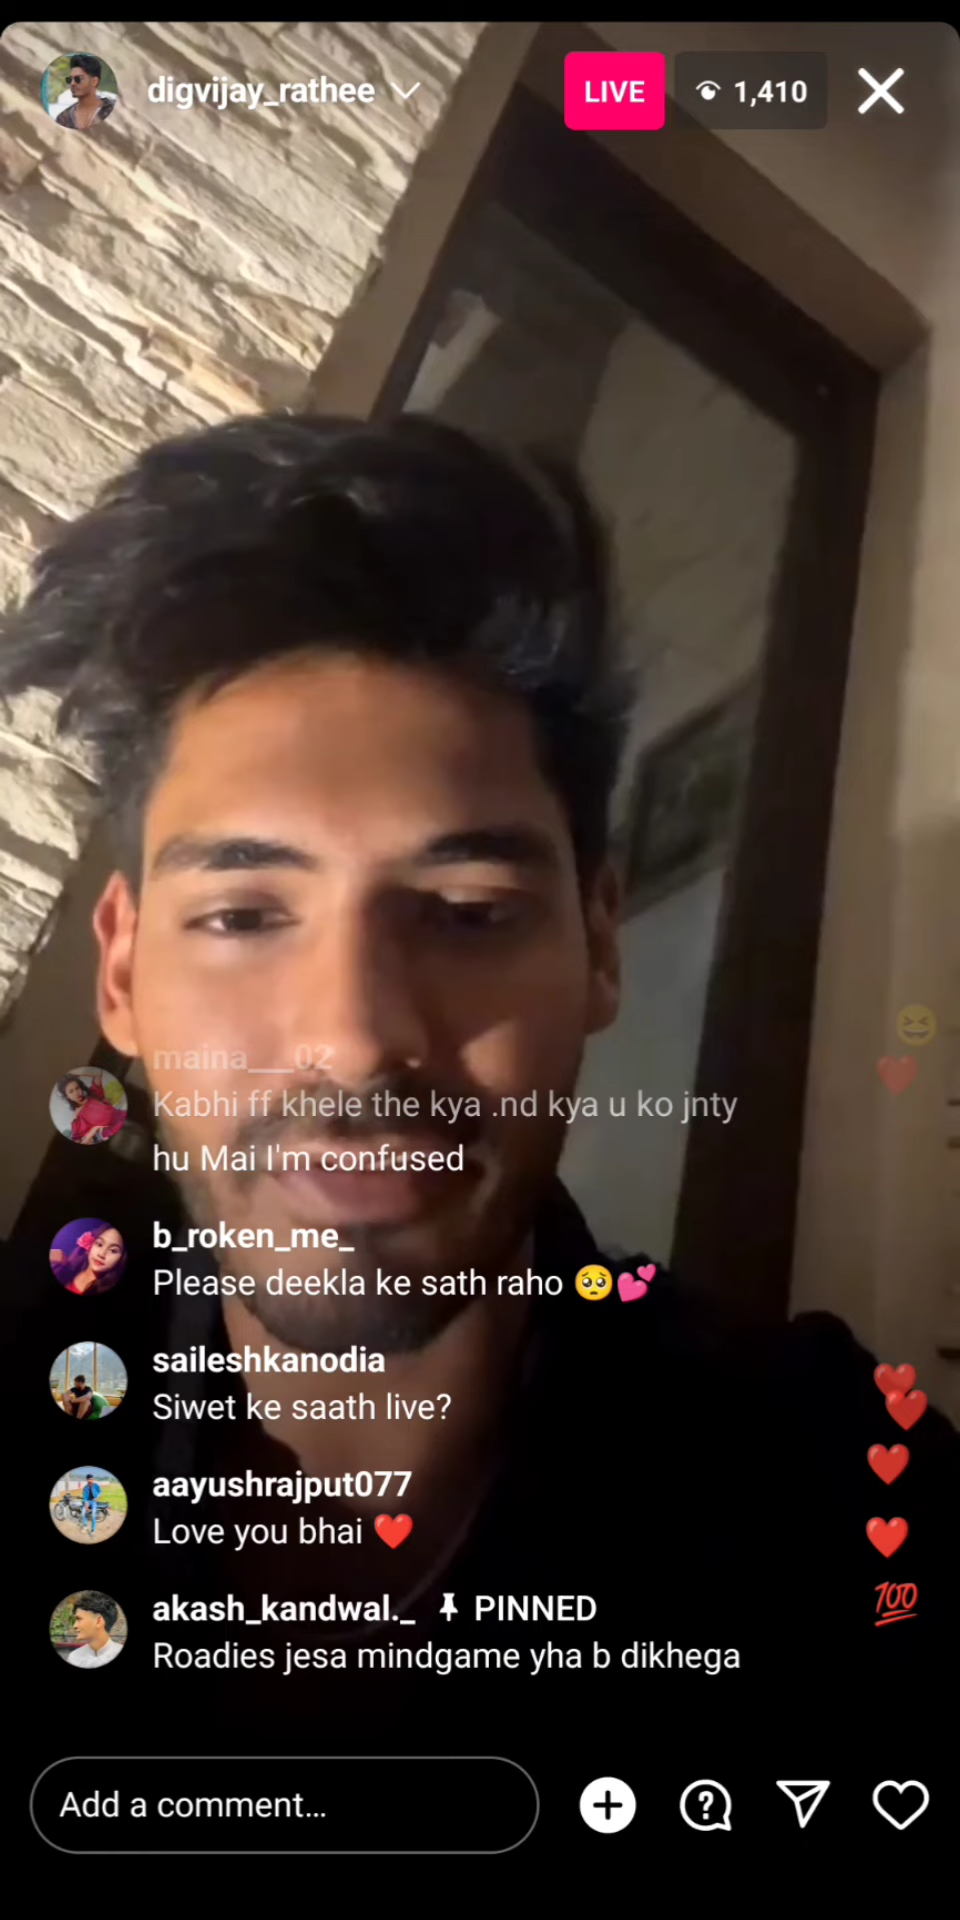 digvijay_rathee
LIVE
1,410
maina___02
Kabhi ff khele the kya .nd kya u ko jnty
hu Mai I'm confused
b_roken_me_
Please deekla ke sath raho 🥺💕
saileshkanodia
Siwet ke saath live?
aayushrajput077
Love you bhai ❤️
akash_kandwal._ 📌 PINNED
Roadies jesa mindgame yha b dikhega
💯
Add a comment...